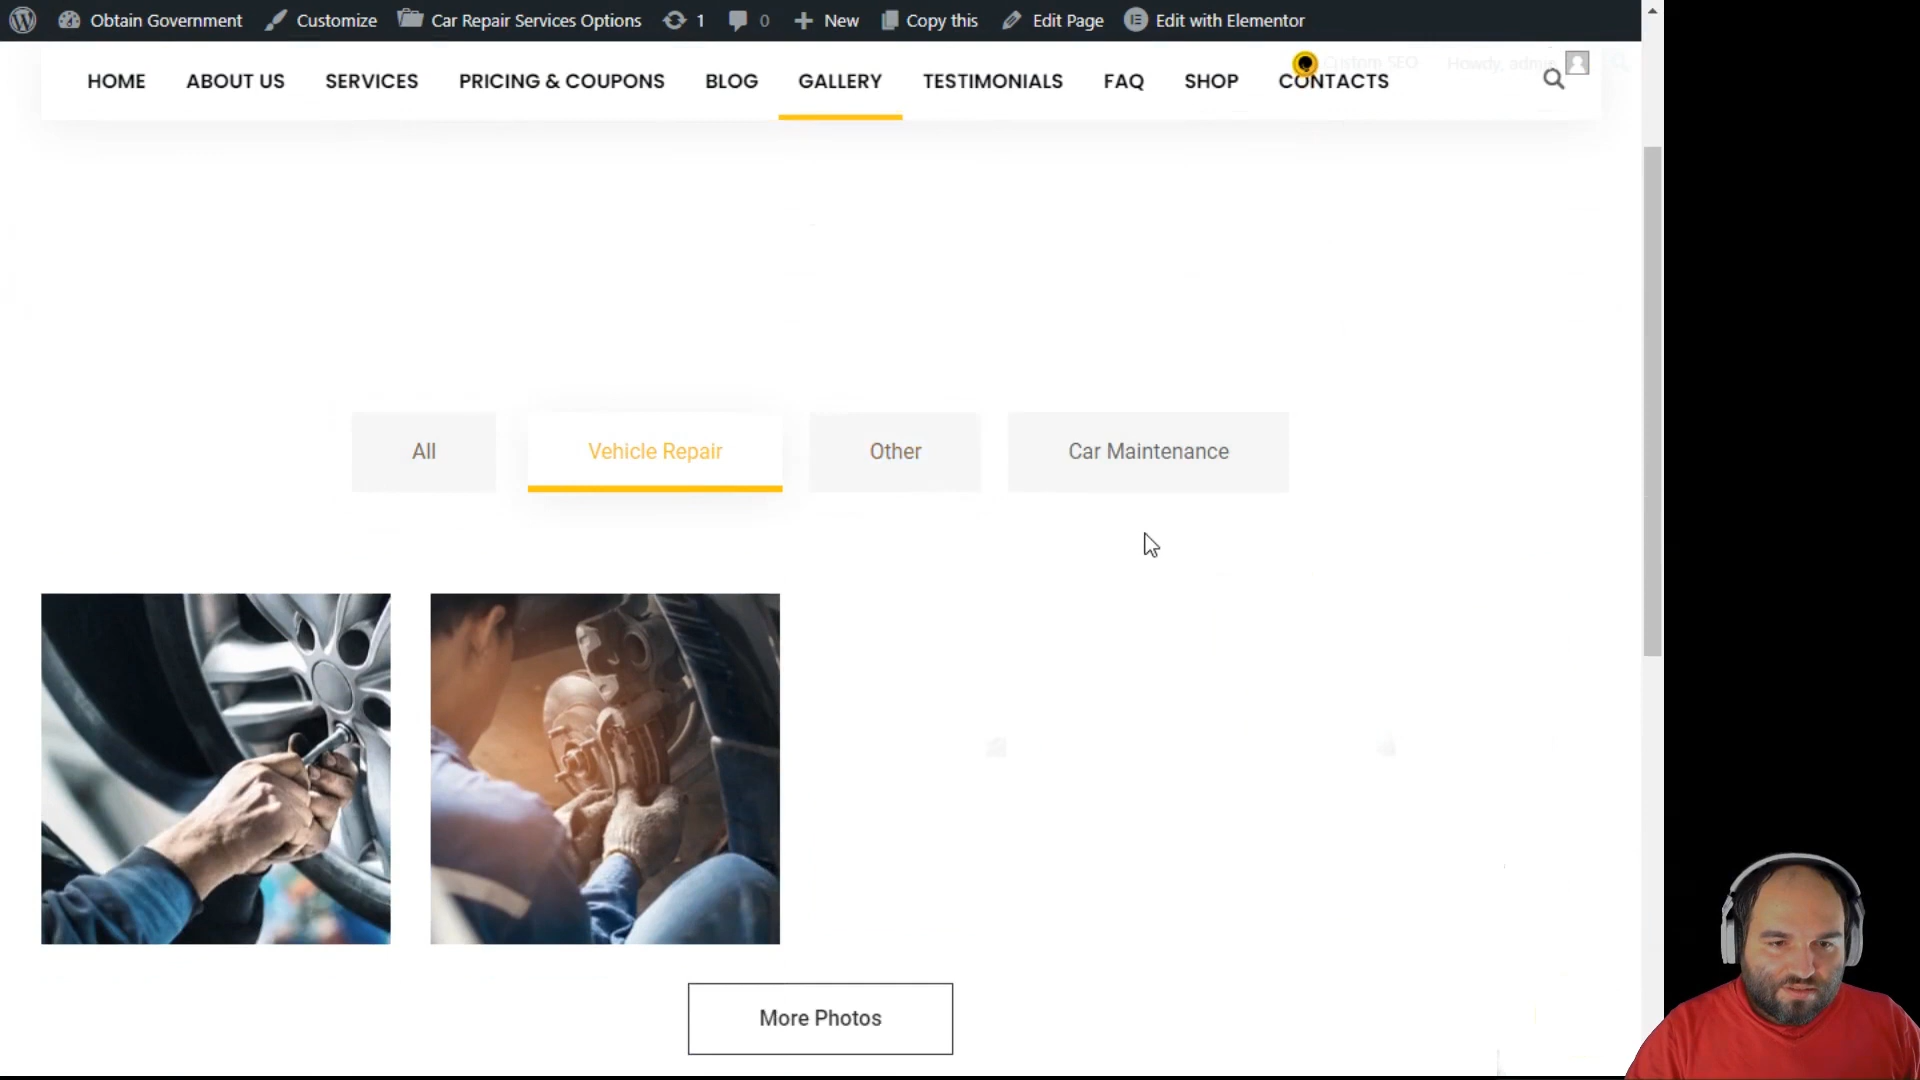 Obtain Government Customize Car Repair Services Options 1 0 New Copy this Edit Page Edit with Elementor
Custom SEO Howdy, admin
HOME ABOUT US SERVICES PRICING & COUPONS BLOG GALLERY TESTIMONIALS FAQ SHOP CONTACTS
All Vehicle Repair Other Car Maintenance
More Photos